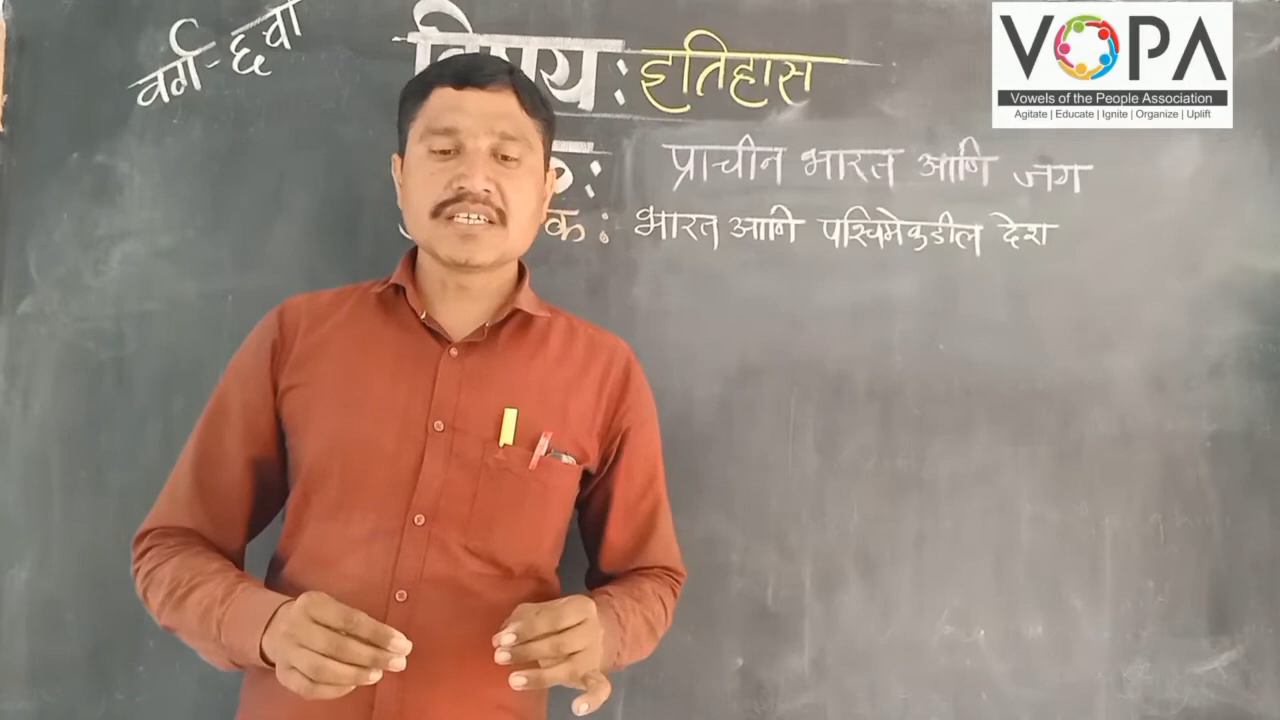 वर्ग - ६ वा
विषय : इतिहास
प्राचीन भारत आणि जग
क : भारत आणि पश्चिमेकडील देश
VOPA
Vowels of the People Association
Agitate | Educate | Ignite | Organize | Uplift